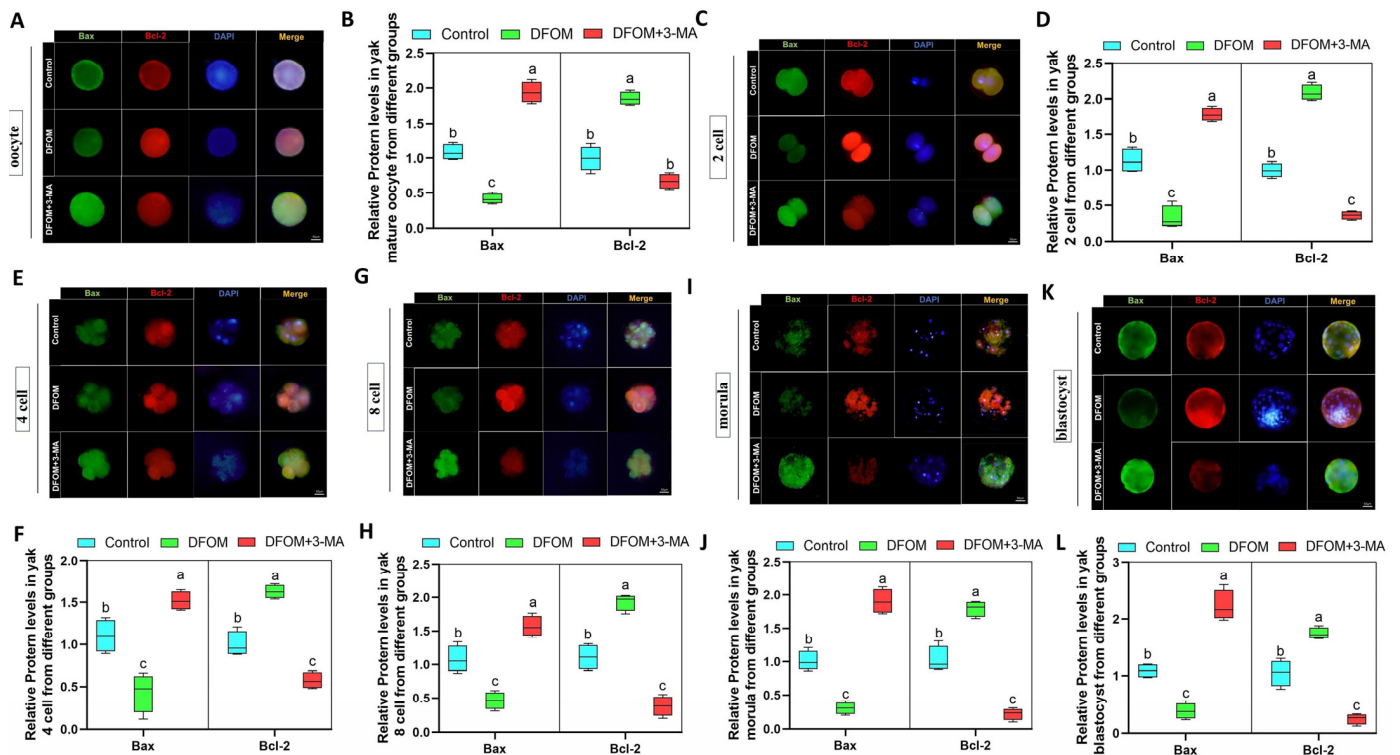 A
Bax Bcl-2 DAPI Merge
Control
DFOM
DFOM+3-MA
oocyte
B
Control DFOM DFOM+3-MA
Relative Protern levels in yak
mature oocyte from different groups
2.5
2.0
1.5
1.0
0.5
0.0
b c a b a b
Bax Bcl-2
C
Bax Bcl-2 DAPI Merge
Control
DFOM
DFOM+3-MA
2 cell
D
Control DFOM DFOM+3-MA
Relative Protern levels in yak
2 cell from different groups
2.5
2.0
1.5
1.0
0.5
0.0
b c a b a c
Bax Bcl-2
E
Bax Bcl-2 DAPI Merge
Control
DFOM
DFOM+3-MA
4 cell
G
Bax Bcl-2 DAPI Merge
Control
DFOM
DFOM+3-MA
8 cell
I
Bax Bcl-2 DAPI Merge
Control
DFOM
DFOM+3-MA
morula
K
Bax Bcl-2 DAPI Merge
Control
DFOM
DFOM+3-MA
blastocyst
F
Control DFOM DFOM+3-MA
Relative Protern levels in yak
4 cell from different groups
2.0
1.5
1.0
0.5
0.0
b c a b a c
Bax Bcl-2
H
Control DFOM DFOM+3-MA
Relative Protern levels in yak
8 cell from different groups
2.5
2.0
1.5
1.0
0.5
0.0
b c a b a c
Bax Bcl-2
J
Control DFOM DFOM+3-MA
Relative Protern levels in yak
morula from different groups
2.5
2.0
1.5
1.0
0.5
0.0
b c a b a c
Bax Bcl-2
L
Control DFOM DFOM+3-MA
Relative Protern levels in yak
blastocyst from different groups
3
2
1
0
b c a b a c
Bax Bcl-2